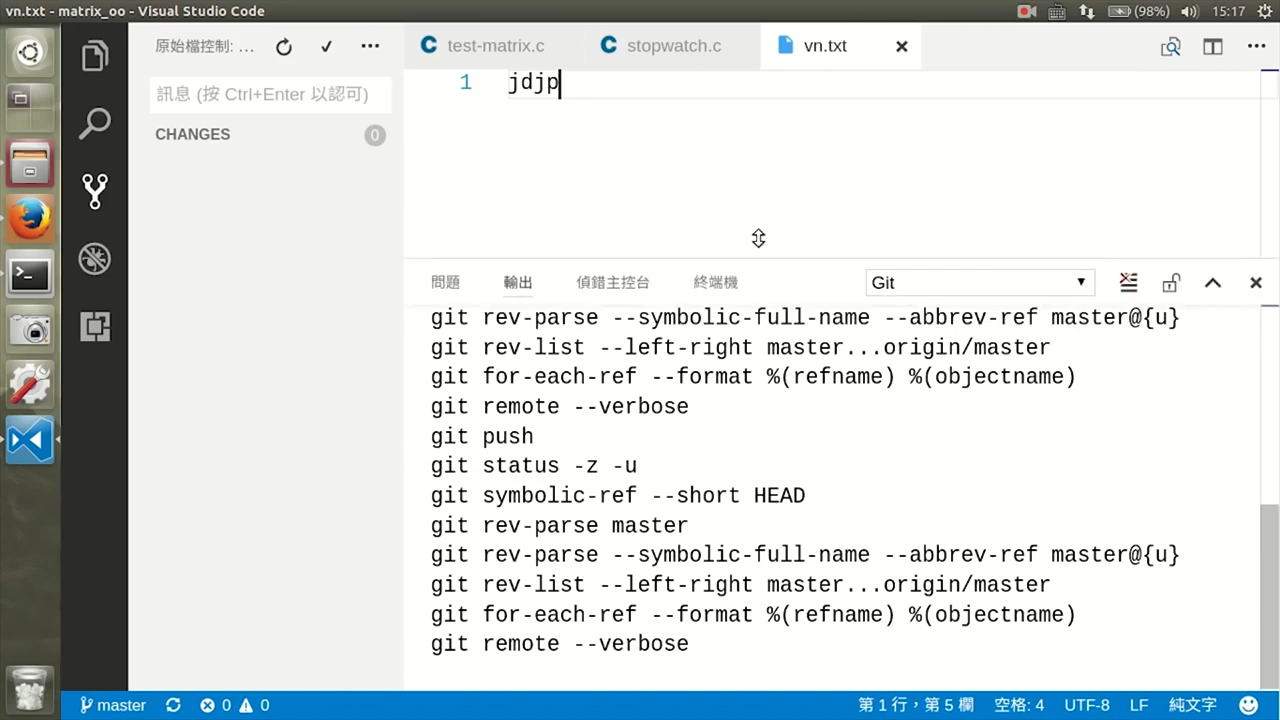 vn.txt - matrix_oo - Visual Studio Code
(98%)
15:17
原始檔控制: ...
訊息 (按 Ctrl+Enter 以認可)
CHANGES
0
test-matrix.c
stopwatch.c
vn.txt
1
jdjp
問題
輸出
偵錯主控台
終端機
Git
git rev-parse --symbolic-full-name --abbrev-ref master@{u}
git rev-list --left-right master...origin/master
git for-each-ref --format %(refname) %(objectname)
git remote --verbose
git push
git status -z -u
git symbolic-ref --short HEAD
git rev-parse master
git rev-parse --symbolic-full-name --abbrev-ref master@{u}
git rev-list --left-right master...origin/master
git for-each-ref --format %(refname) %(objectname)
git remote --verbose
master
0
0
第 1 行，第 5 欄
空格: 4
UTF-8
LF
純文字